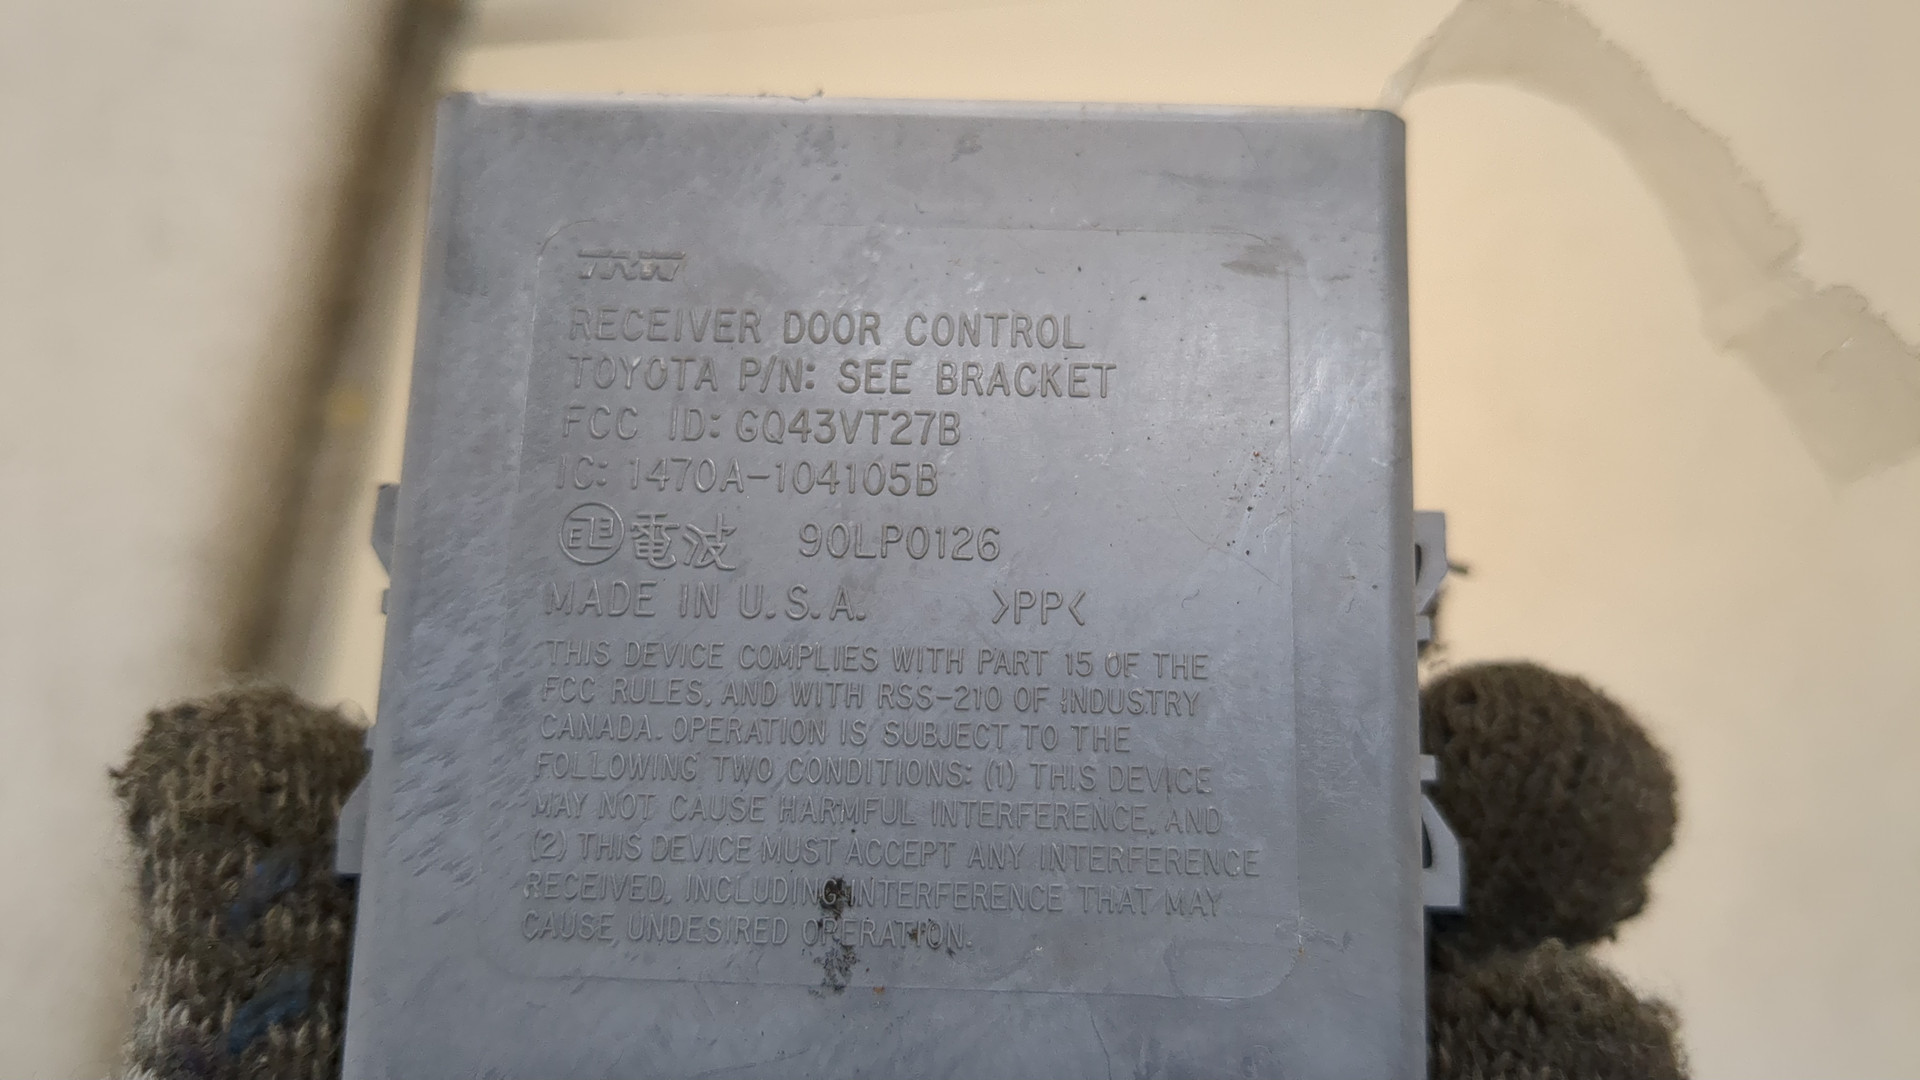 TRW
RECEIVER DOOR CONTROL
TOYOTA P/N: SEE BRACKET
FCC ID: GQ43VT27B
IC: 1470A-104105B
電波 90LP0126
MADE IN U.S.A. >PP<
THIS DEVICE COMPLIES WITH PART 15 OF THE
FCC RULES, AND WITH RSS-210 OF INDUSTRY
CANADA. OPERATION IS SUBJECT TO THE
FOLLOWING TWO CONDITIONS: (1) THIS DEVICE
MAY NOT CAUSE HARMFUL INTERFERENCE, AND
(2) THIS DEVICE MUST ACCEPT ANY INTERFERENCE
RECEIVED, INCLUDING INTERFERENCE THAT MAY
CAUSE UNDESIRED OPERATION.